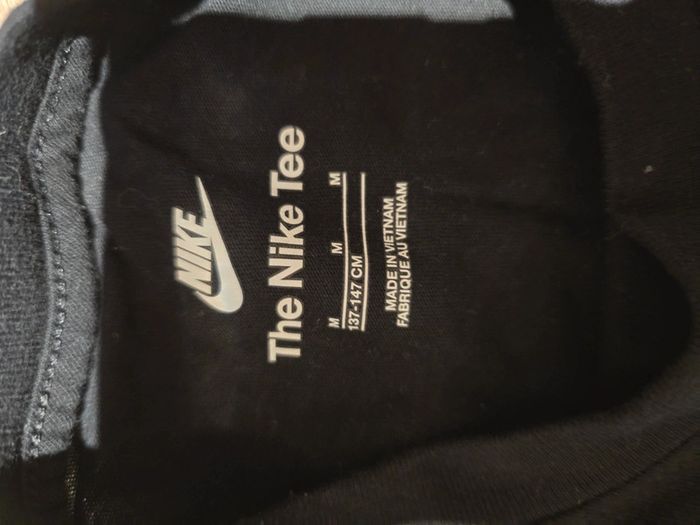 NIKE
The Nike Tee
M M M
137-147 CM
MADE IN VIETNAM
FABRIQUE AU VIETNAM